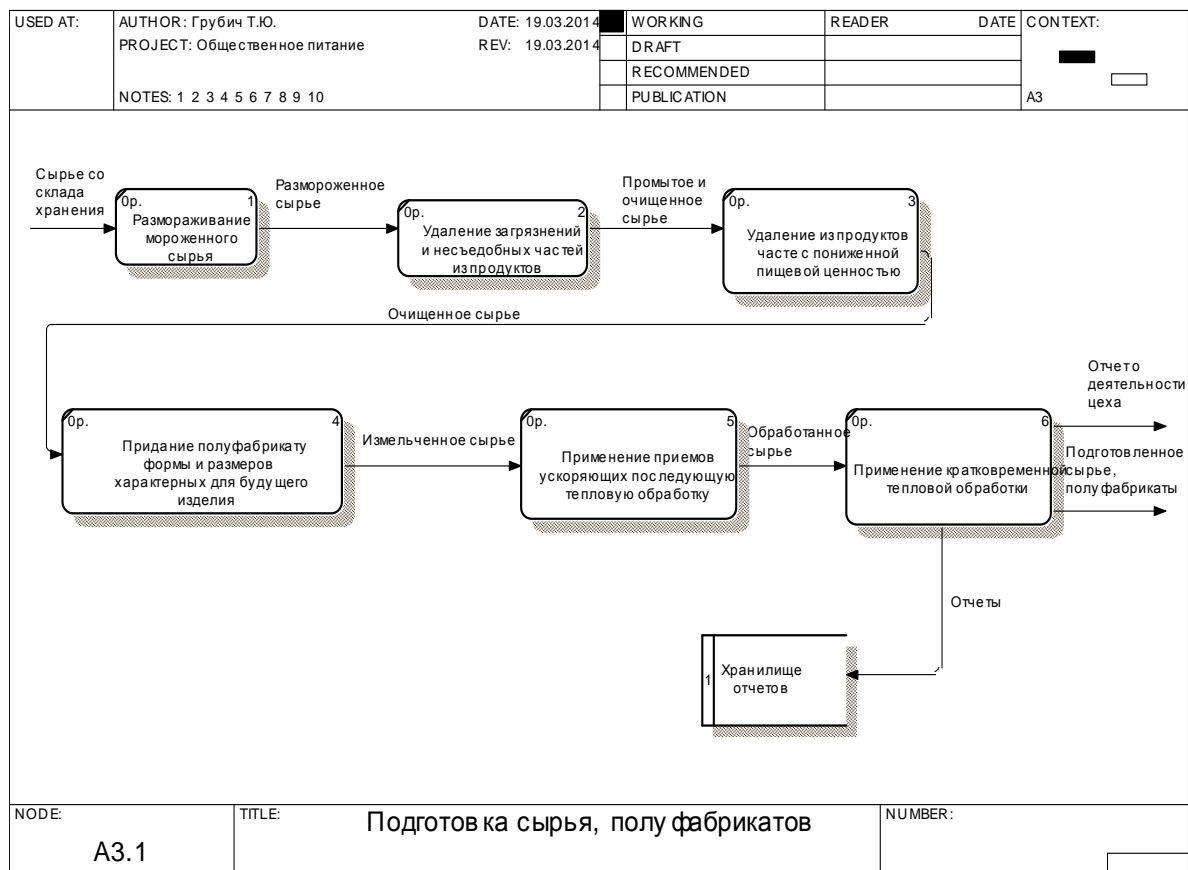 USED AT:
AUTHOR: Грубич Т.Ю.
DATE: 19.03.2014
PROJECT: Общественное питание
REV: 19.03.2014
NOTES: 1 2 3 4 5 6 7 8 9 10
WORKING
DRAFT
RECOMMENDED
PUBLICATION
READER
DATE
CONTEXT:
A3
Сырье со
склада
хранения
0р.
1
Размораживание
мороженного
сырья
Размороженное
сырье
0р.
2
Удаление загрязнений
и несъедобных частей
из продуктов
Промытое и
очищенное
сырье
0р.
3
Удаление из продуктов
часте с пониженной
пищевой ценностью
Очищенное сырье
0р.
4
Придание полуфабрикату
формы и размеров
характерных для будущего
изделия
Измельченное сырье
0р.
5
Применение приемов
ускоряющих последующую
тепловую обработку
Обработанное
сырье
0р.
6
Применение кратковременной
тепловой обработки
Отчет о
деятельности
цеха
Подготовленное
сырье,
полуфабрикаты
Отчеты
1
Хранилище
отчетов
NODE:
A3.1
TITLE:
Подготовка сырья, полуфабрикатов
NUMBER: